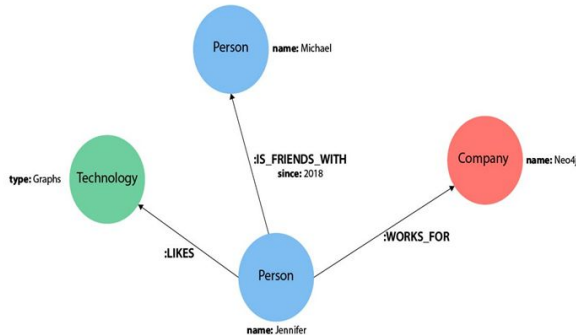 Person
name: Michael
:IS_FRIENDS_WITH
since: 2018
Company
name: Neo4j
type: Graphs
Technology
:WORKS_FOR
:LIKES
Person
name: Jennifer